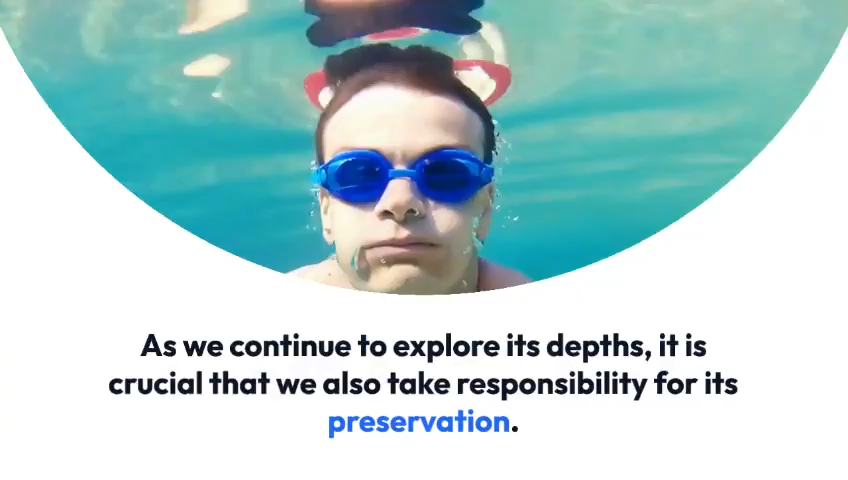 As we continue to explore its depths, it is
crucial that we also take responsibility for its
preservation.